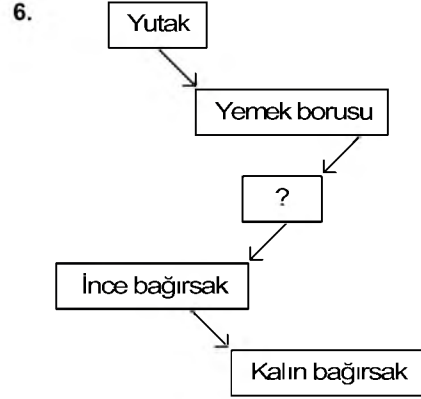 6.
Yutak
Yemek borusu
?
İnce bağırsak
Kalın bağırsak